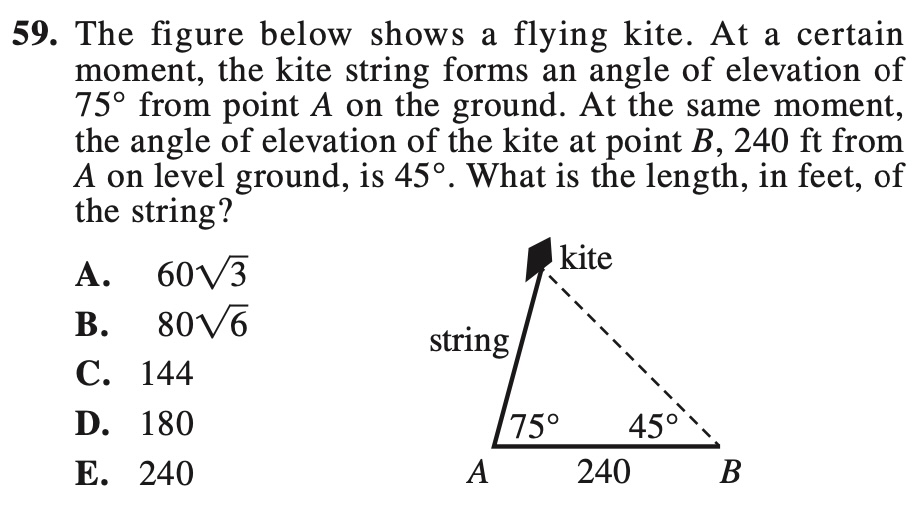 59. The figure below shows a flying kite. At a certain
moment, the kite string forms an angle of elevation of
75° from point A on the ground. At the same moment,
the angle of elevation of the kite at point B, 240 ft from
A on level ground, is 45°. What is the length, in feet, of
the string?
A. 60√3
B. 80√6
C. 144
D. 180
E. 240
kite
string
75° 45°
A 240 B